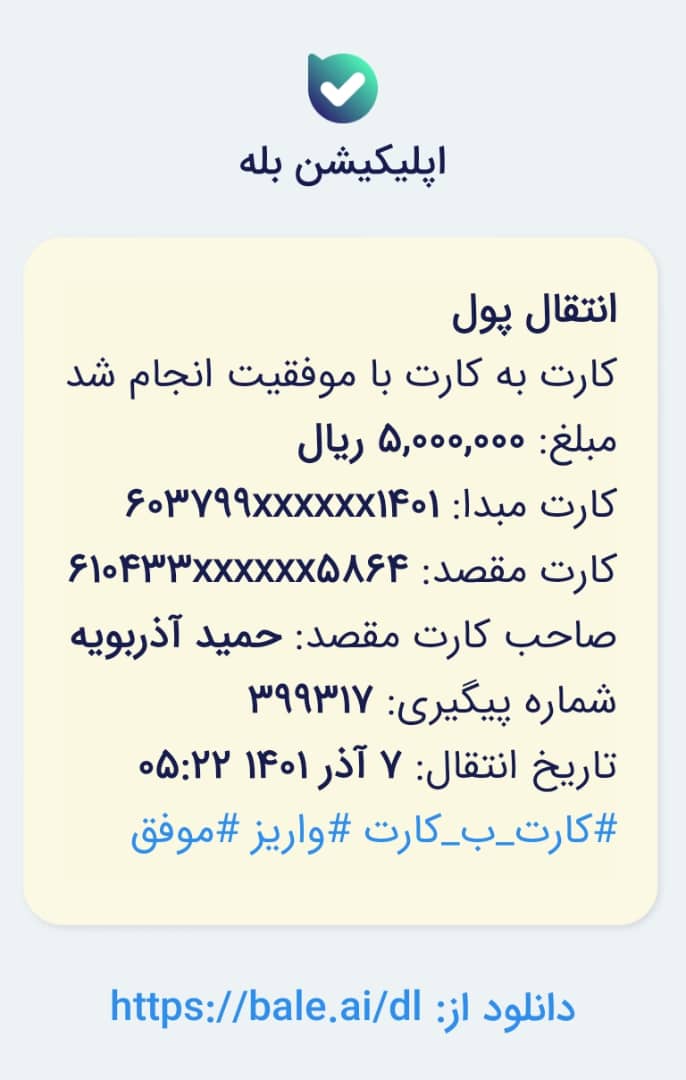 اپلیکیشن بله
انتقال پول
کارت به کارت با موفقیت انجام شد
مبلغ: ۵,۰۰۰,۰۰۰ ریال
کارت مبدا: ۶۰۳۷۹۹xxxxxx۱۴۰۱
کارت مقصد: ۶۱۰۴۳۳xxxxxx۵۸۶۴
صاحب کارت مقصد: حمید آذربویه
شماره پیگیری: ۳۹۹۳۱۷
تاریخ انتقال: ۷ آذر ۱۴۰۱ ۰۵:۲۲
#کارت_ب_کارت #واریز #موفق
دانلود از: https://bale.ai/dl